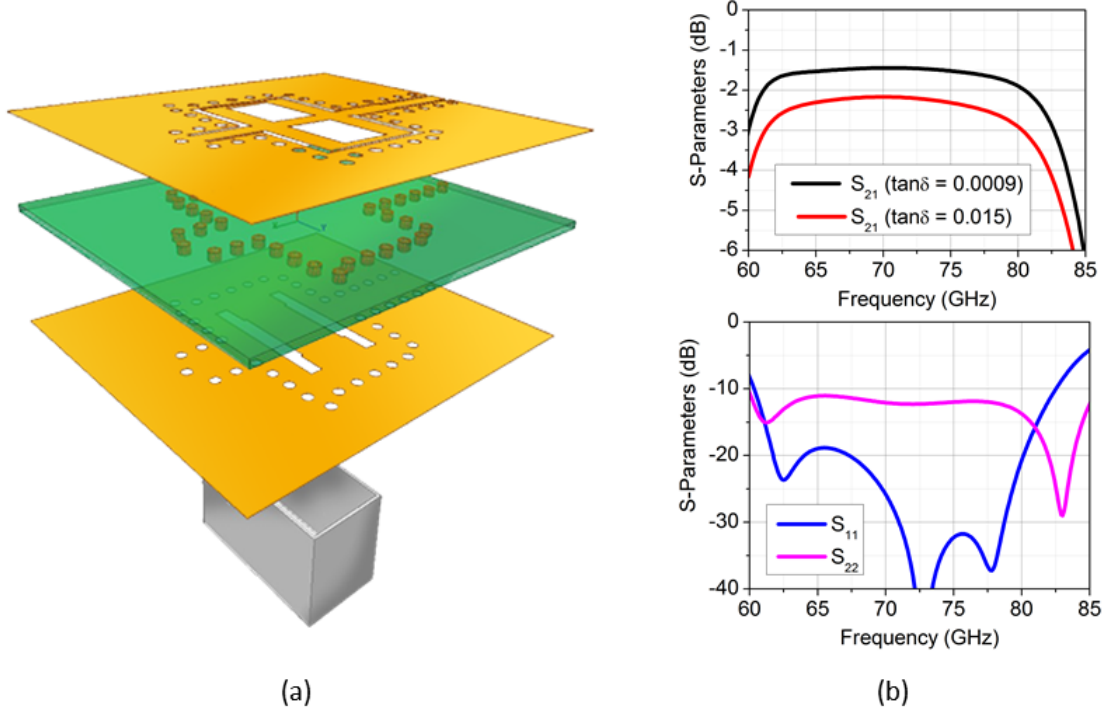 0
-1
-2
-3
-4
-5
-6
S-Parameters (dB)
S21 (tanδ = 0.0009)
S21 (tanδ = 0.015)
60 65 70 75 80 85
Frequency (GHz)
0
-10
-20
-30
-40
S-Parameters (dB)
S11
S22
60 65 70 75 80 85
Frequency (GHz)
(a) (b)